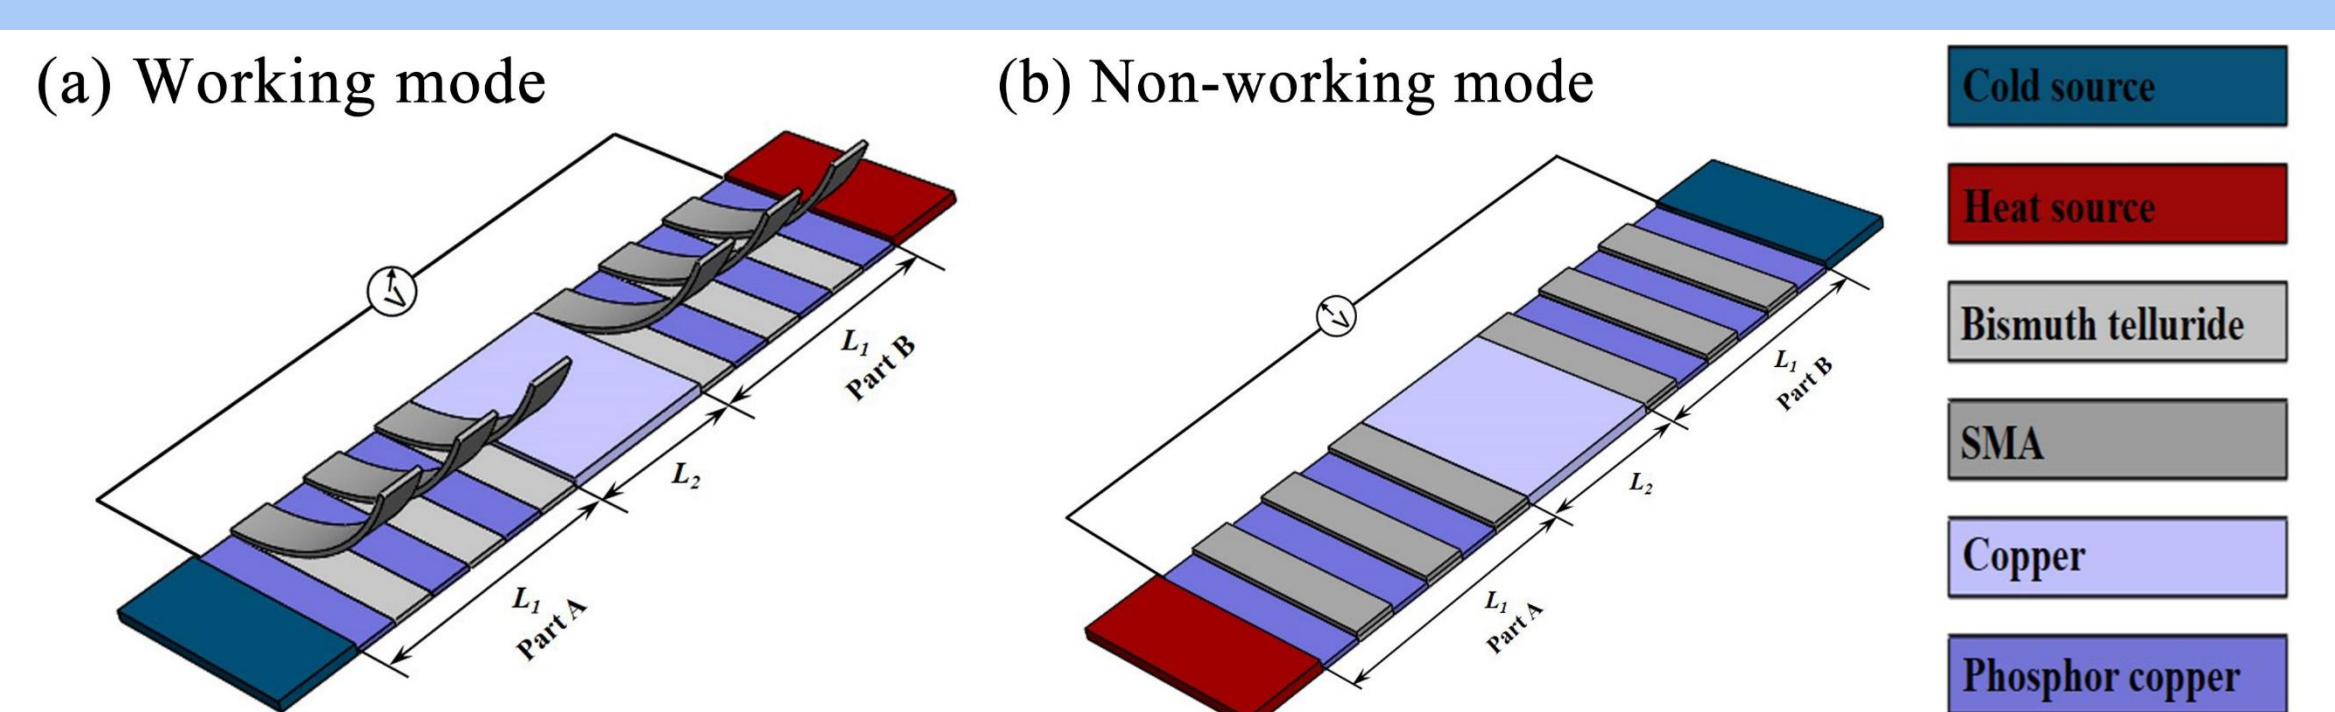 (a) Working mode
V
L1
Part B
L2
L1
Part A
(b) Non-working mode
V
L1
Part B
L2
L1
Part A
Cold source
Heat source
Bismuth telluride
SMA
Copper
Phosphor copper